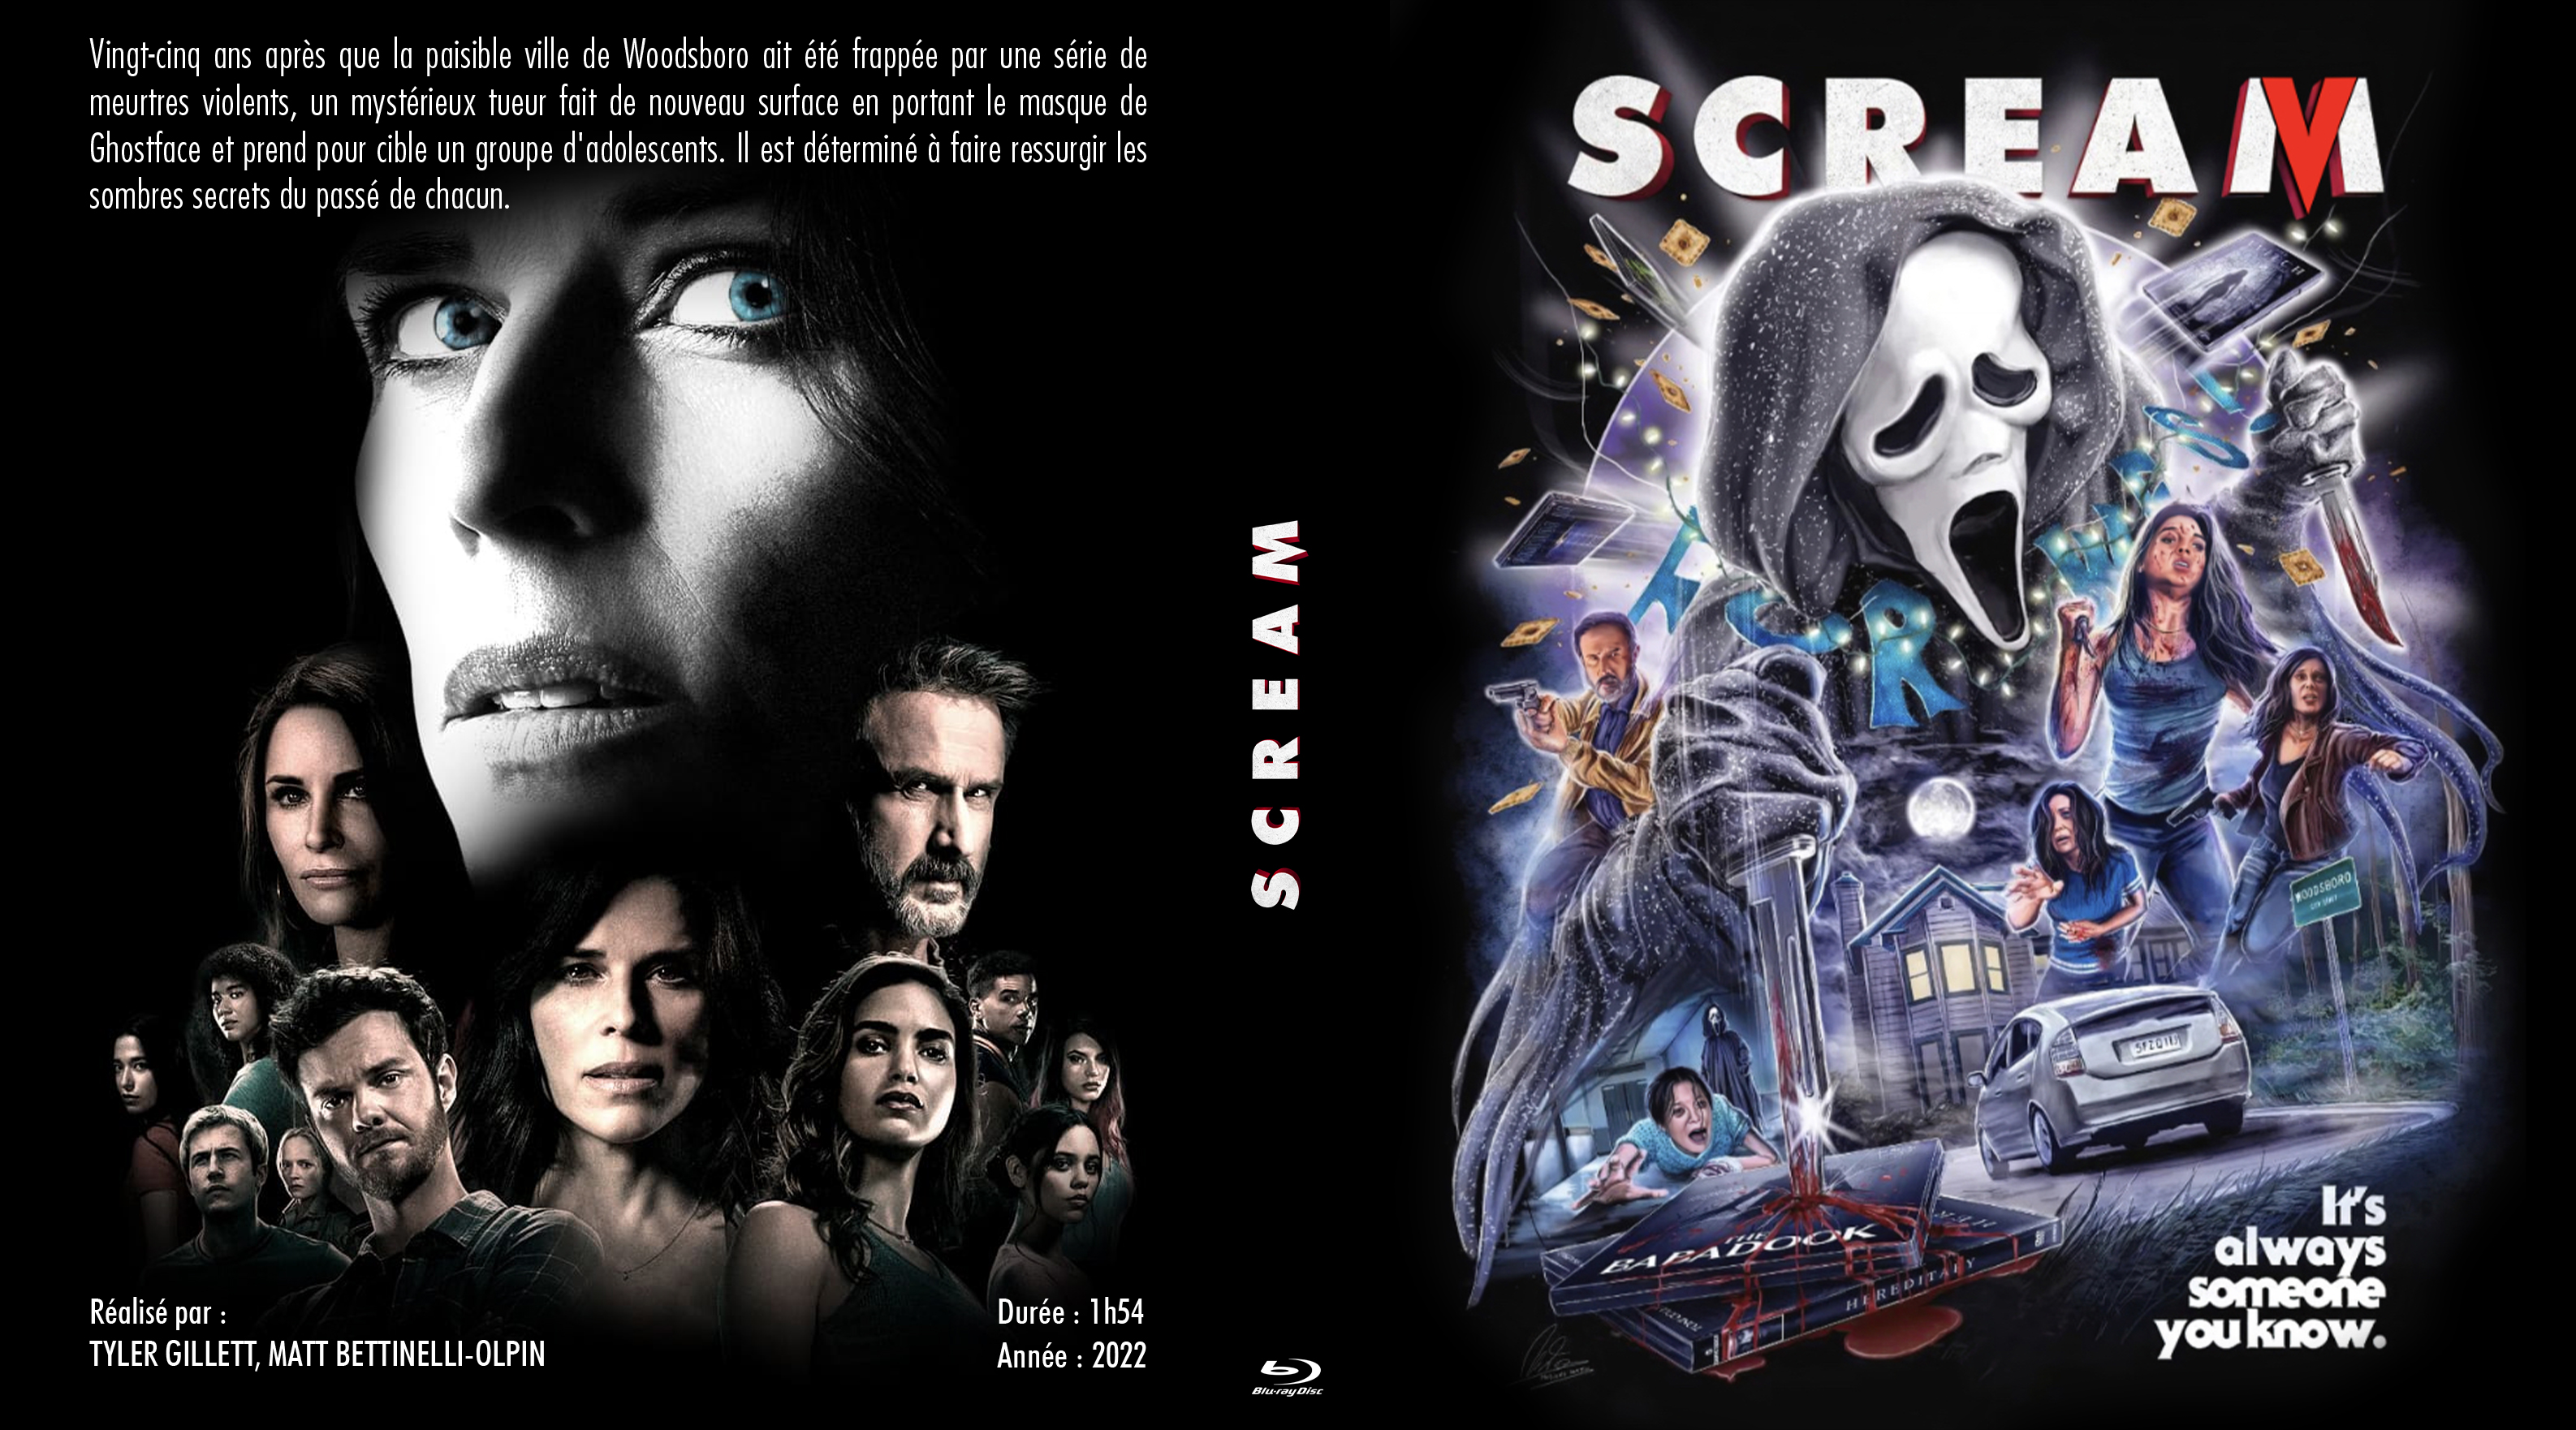 Vingt-cinq ans après que la paisible ville de Woodsboro ait été frappée par une série de
meurtres violents, un mystérieux tueur fait de nouveau surface en portant le masque de
Ghostface et prend pour cible un groupe d'adolescents. Il est déterminé à faire ressurgir les
sombres secrets du passé de chacun.
Réalisé par :
TYLER GILLETT, MATT BETTINELLI-OLPIN
Durée : 1h54
Année : 2022
SCREAM
Blu-ray Disc
SCREAM
WOODSBORO
THE
BABADOOK
HEREDITARY
It's
always
someone
you know.